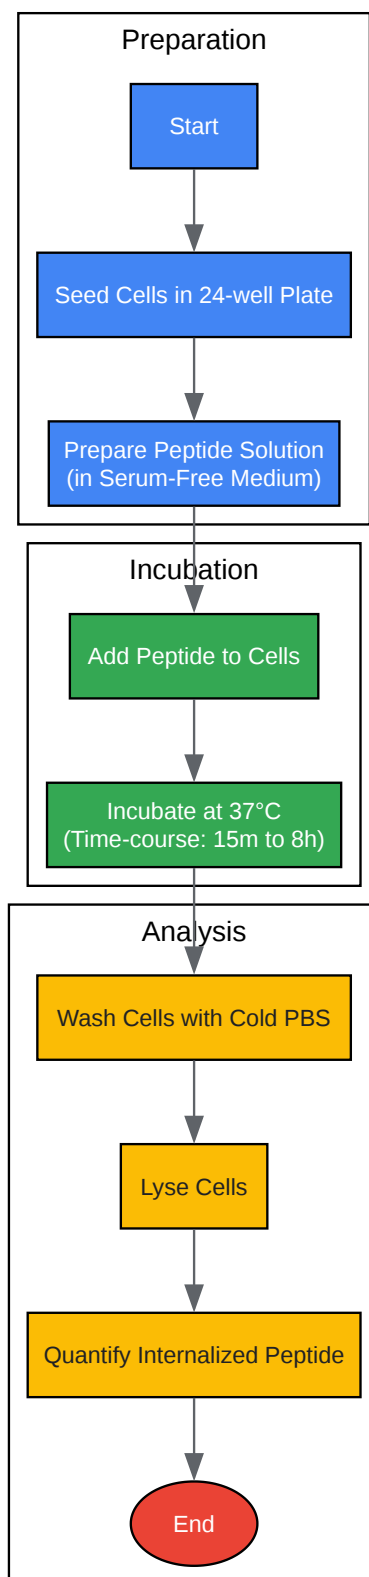 Preparation
Start
Seed Cells in 24-well Plate
Prepare Peptide Solution
(in Serum-Free Medium)
Incubation
Add Peptide to Cells
Incubate at 37°C
(Time-course: 15m to 8h)
Analysis
Wash Cells with Cold PBS
Lyse Cells
Quantify Internalized Peptide
End